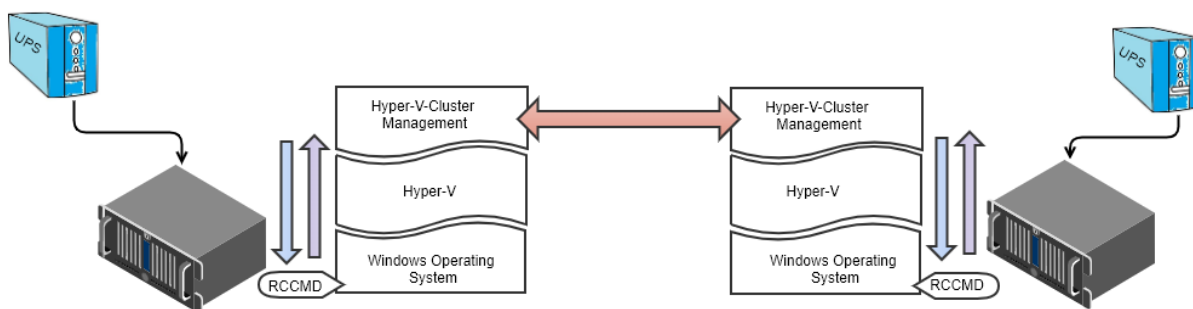 UPS
UPS
Hyper-V-Cluster
Management
Hyper-V-Cluster
Management
Hyper-V
Hyper-V
Windows Operating
System
Windows Operating
System
RCCMD
RCCMD